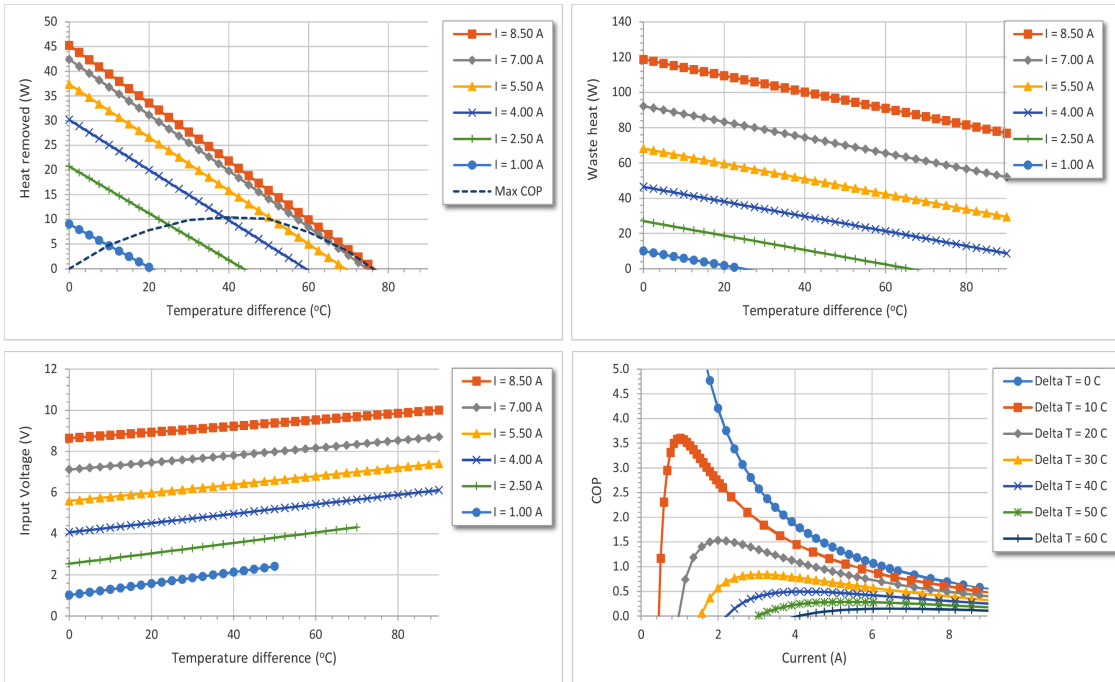 Heat removed (W)
50
45
40
35
30
25
20
15
10
5
0
0 20 40 60 80
Temperature difference (ºC)
I = 8.50 A
I = 7.00 A
I = 5.50 A
I = 4.00 A
I = 2.50 A
I = 1.00 A
Max COP
Waste heat (W)
140
120
100
80
60
40
20
0
0 20 40 60 80
Temperature difference (ºC)
I = 8.50 A
I = 7.00 A
I = 5.50 A
I = 4.00 A
I = 2.50 A
I = 1.00 A
Input Voltage (V)
12
10
8
6
4
2
0
0 20 40 60 80
Temperature difference (ºC)
I = 8.50 A
I = 7.00 A
I = 5.50 A
I = 4.00 A
I = 2.50 A
I = 1.00 A
COP
5.0
4.5
4.0
3.5
3.0
2.5
2.0
1.5
1.0
0.5
0.0
0 2 4 6 8
Current (A)
Delta T = 0 C
Delta T = 10 C
Delta T = 20 C
Delta T = 30 C
Delta T = 40 C
Delta T = 50 C
Delta T = 60 C